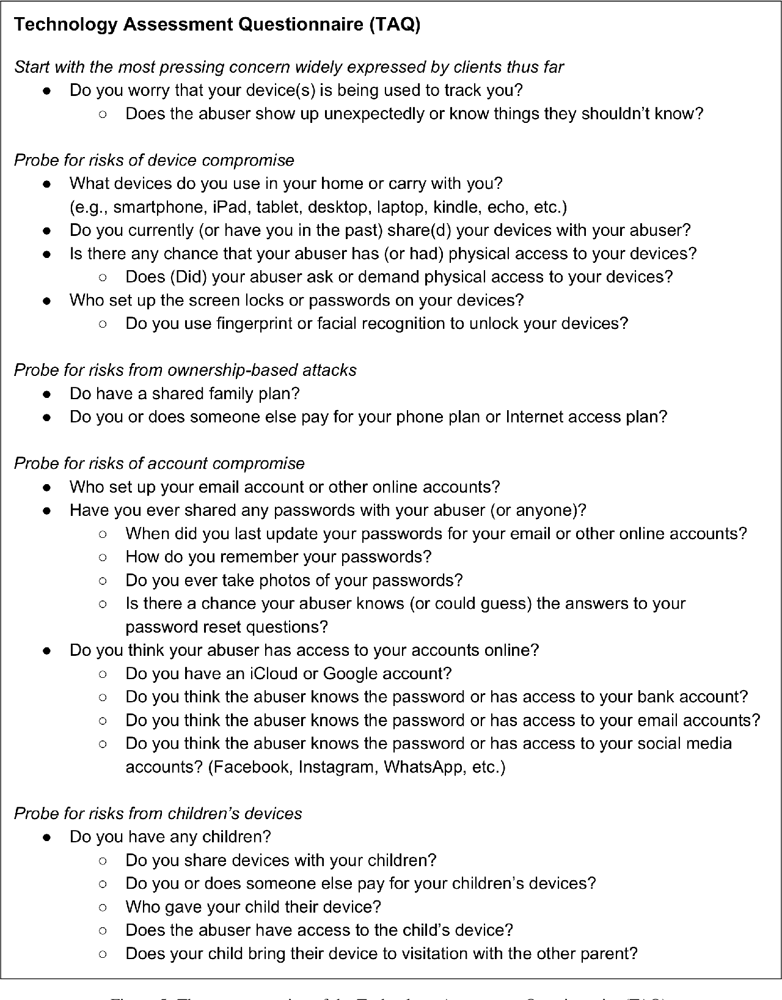 Technology Assessment Questionnaire (TAQ)
Start with the most pressing concern widely expressed by clients thus far
● Do you worry that your device(s) is being used to track you?
○ Does the abuser show up unexpectedly or know things they shouldn't know?
Probe for risks of device compromise
● What devices do you use in your home or carry with you?
(e.g., smartphone, iPad, tablet, desktop, laptop, kindle, echo, etc.)
● Do you currently (or have you in the past) share(d) your devices with your abuser?
● Is there any chance that your abuser has (or had) physical access to your devices?
○ Does (Did) your abuser ask or demand physical access to your devices?
● Who set up the screen locks or passwords on your devices?
○ Do you use fingerprint or facial recognition to unlock your devices?
Probe for risks from ownership-based attacks
● Do have a shared family plan?
● Do you or does someone else pay for your phone plan or Internet access plan?
Probe for risks of account compromise
● Who set up your email account or other online accounts?
● Have you ever shared any passwords with your abuser (or anyone)?
○ When did you last update your passwords for your email or other online accounts?
○ How do you remember your passwords?
○ Do you ever take photos of your passwords?
○ Is there a chance your abuser knows (or could guess) the answers to your
password reset questions?
● Do you think your abuser has access to your accounts online?
○ Do you have an iCloud or Google account?
○ Do you think the abuser knows the password or has access to your bank account?
○ Do you think the abuser knows the password or has access to your email accounts?
○ Do you think the abuser knows the password or has access to your social media
accounts? (Facebook, Instagram, WhatsApp, etc.)
Probe for risks from children's devices
● Do you have any children?
○ Do you share devices with your children?
○ Do you or does someone else pay for your children's devices?
○ Who gave your child their device?
○ Does the abuser have access to the child's device?
○ Does your child bring their device to visitation with the other parent?